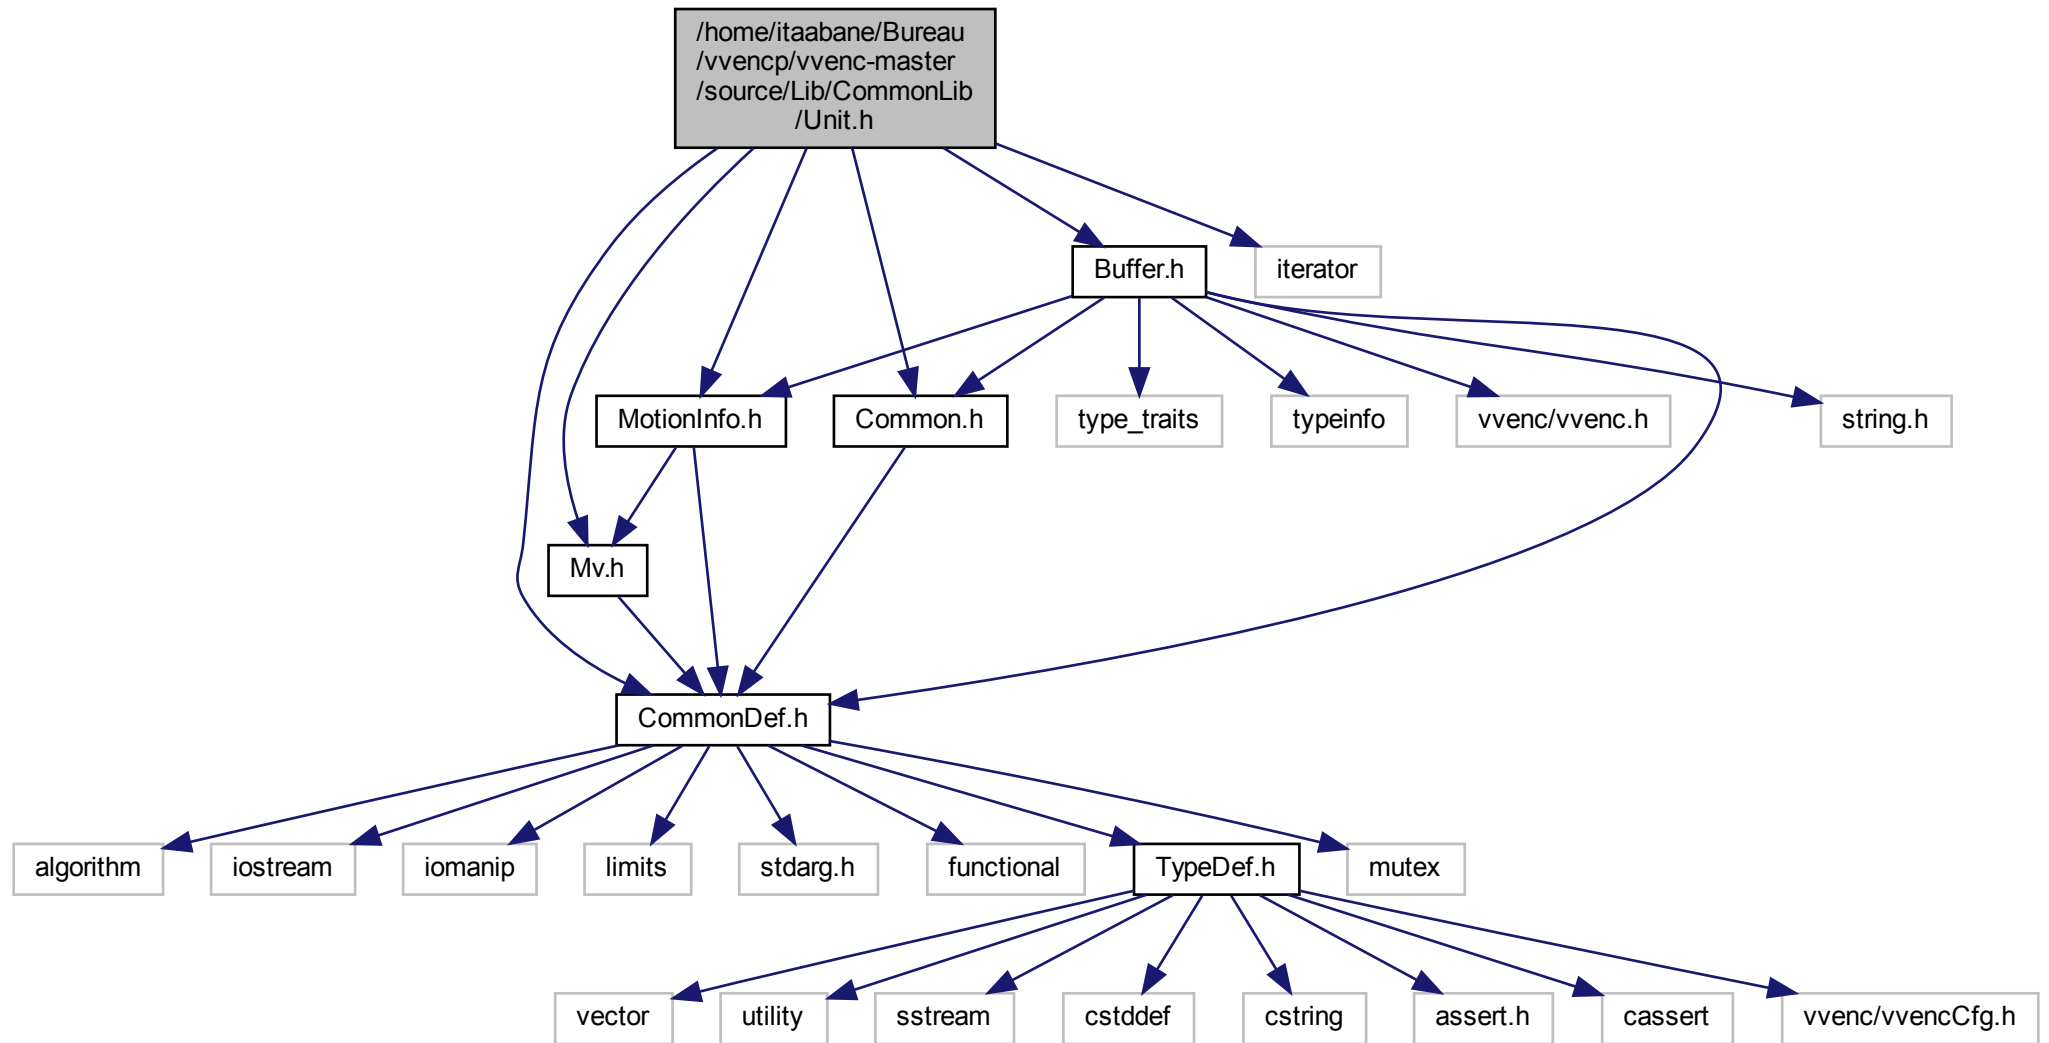 /home/itaabane/Bureau
/vvencp/vvenc-master
/source/Lib/CommonLib
/Unit.h
Buffer.h
iterator
MotionInfo.h
Common.h
type_traits
typeinfo
vvenc/vvenc.h
string.h
Mv.h
CommonDef.h
algorithm
iostream
iomanip
limits
stdarg.h
functional
TypeDef.h
mutex
vector
utility
sstream
cstddef
cstring
assert.h
cassert
vvenc/vvencCfg.h